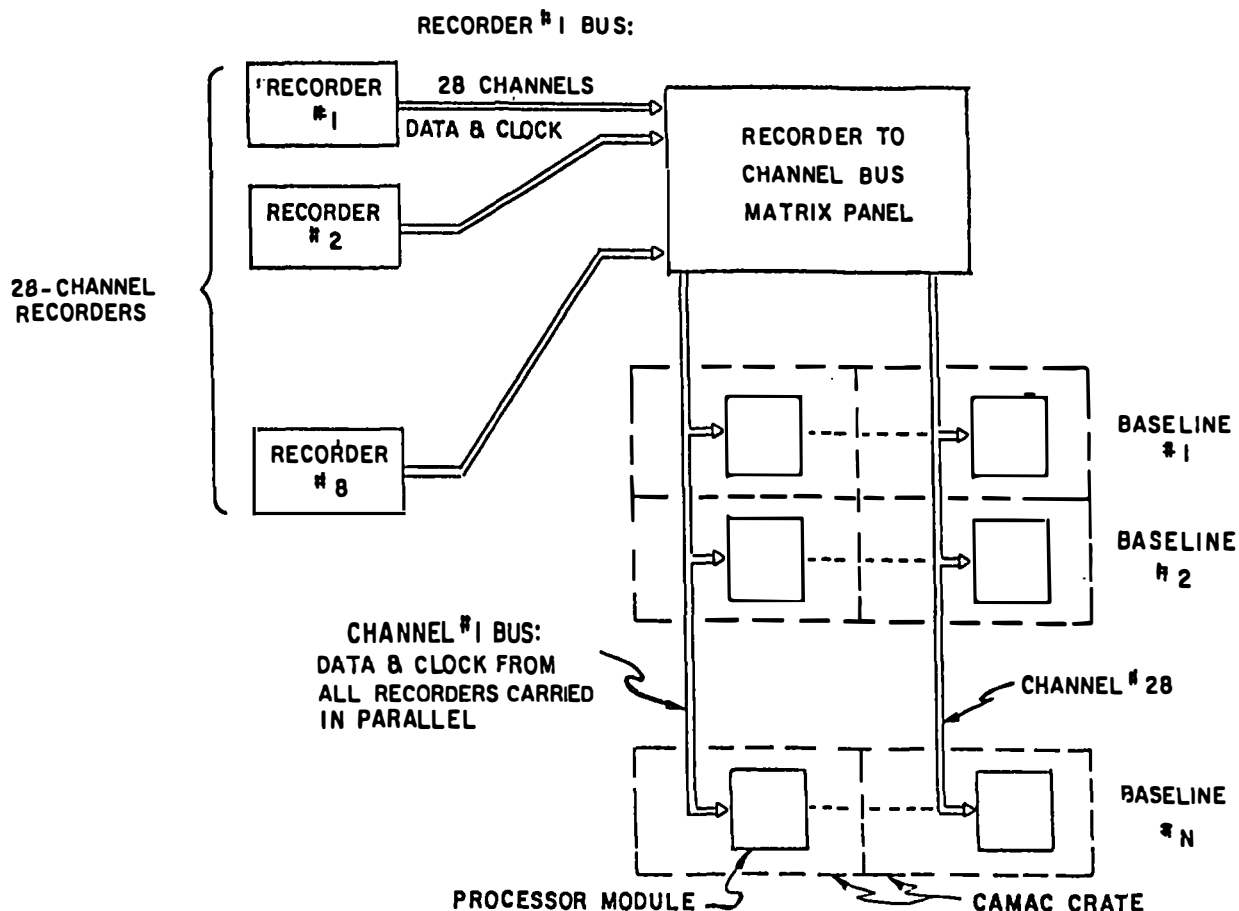 RECORDER #1 BUS:
RECORDER
#1
28 CHANNELS
DATA & CLOCK
RECORDER TO
CHANNEL BUS
MATRIX PANEL
RECORDER
#2
28-CHANNEL
RECORDERS
RECORDER
#8
BASELINE
#1
BASELINE
#2
CHANNEL #1 BUS:
DATA & CLOCK FROM
ALL RECORDERS CARRIED
IN PARALLEL
CHANNEL #28
BASELINE
#N
PROCESSOR MODULE
CAMAC CRATE